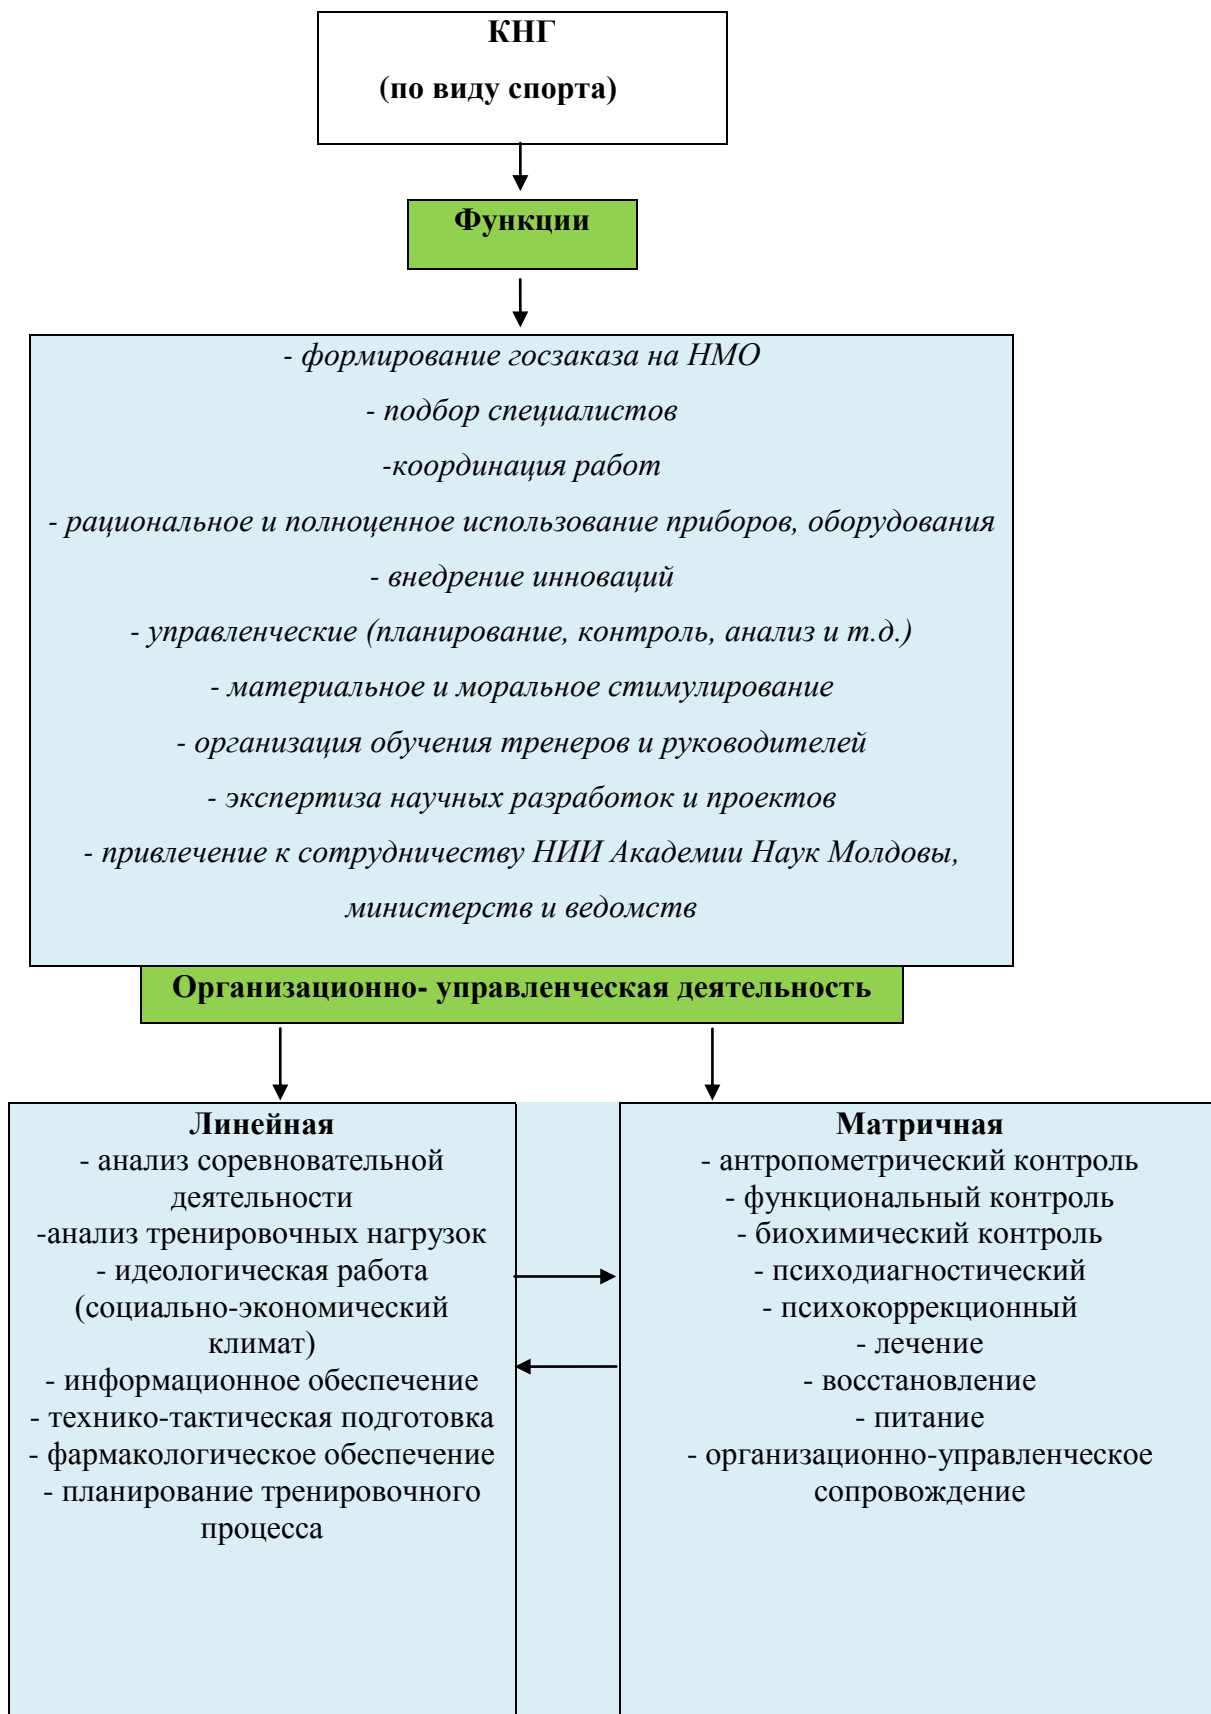 КНГ
(по виду спорта)
Функции
- формирование госзаказа на НМО
- подбор специалистов
-координация работ
- рациональное и полноценное использование приборов, оборудования
- внедрение инноваций
- управленческие (планирование, контроль, анализ и т.д.)
- материальное и моральное стимулирование
- организация обучения тренеров и руководителей
- экспертиза научных разработок и проектов
- привлечение к сотрудничеству НИИ Академии Наук Молдовы,
министерств и ведомств
Организационно- управленческая деятельность
Линейная
- анализ соревновательной
деятельности
-анализ тренировочных нагрузок
- идеологическая работа
(социально-экономический
климат)
- информационное обеспечение
- технико-тактическая подготовка
- фармакологическое обеспечение
- планирование тренировочного
процесса
Матричная
- антропометрический контроль
- функциональный контроль
- биохимический контроль
- психодиагностический
- психокоррекционный
- лечение
- восстановление
- питание
- организационно-управленческое
сопровождение